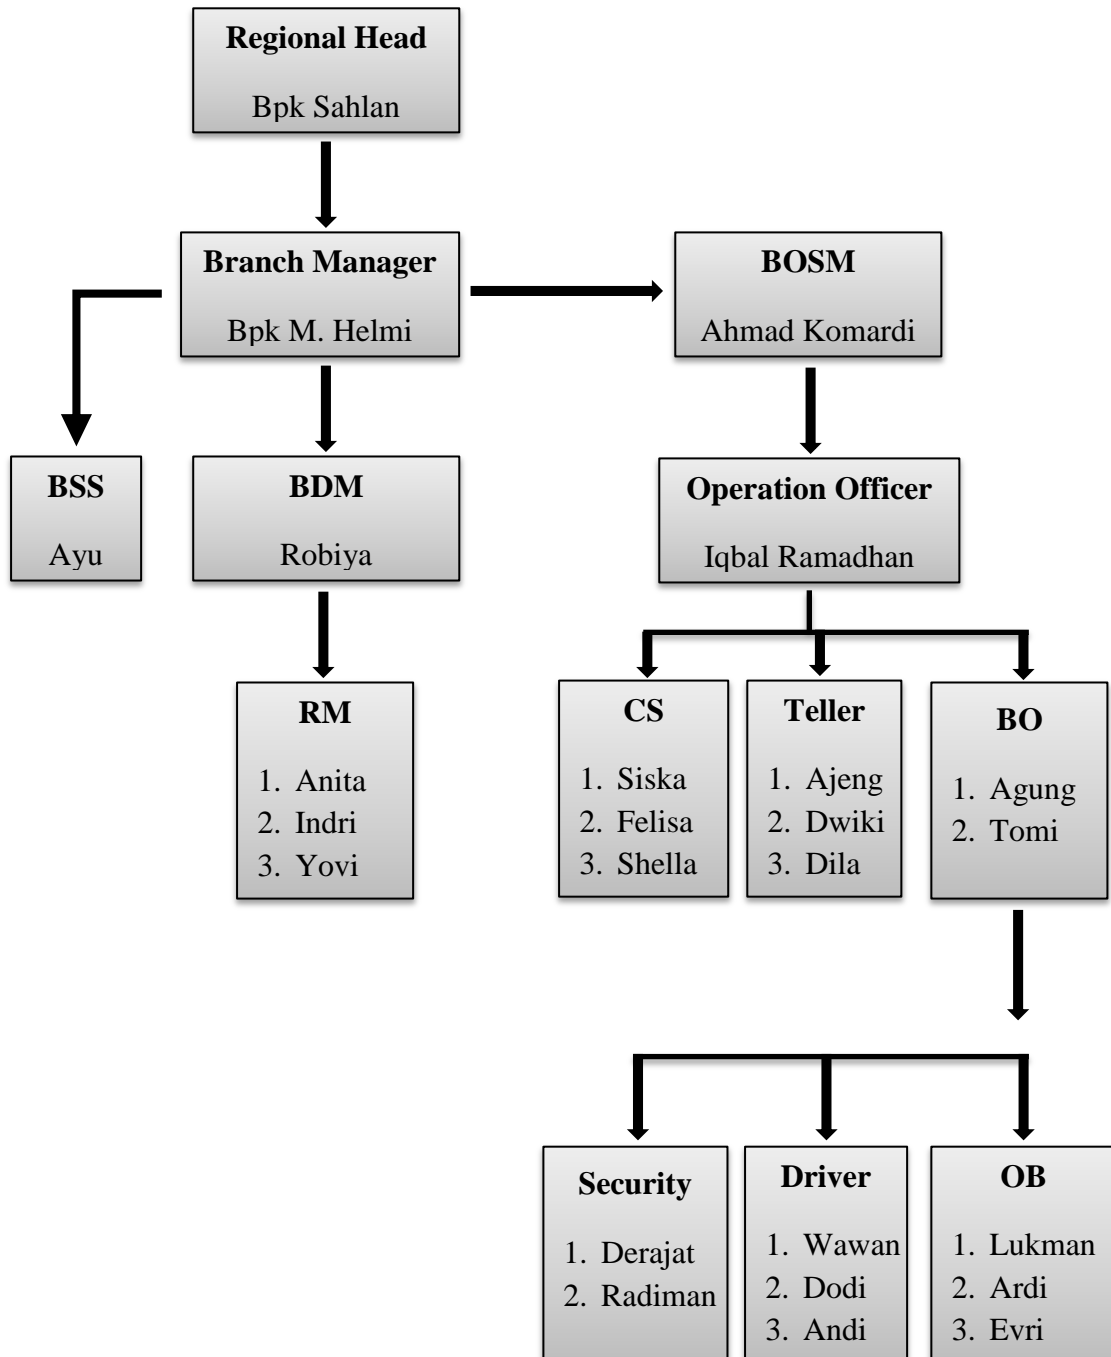 Regional Head
Bpk Sahlan
Branch Manager
Bpk M. Helmi
BOSM
Ahmad Komardi
BSS
Ayu
BDM
Robiya
Operation Officer
Iqbal Ramadhan
RM
1. Anita
2. Indri
3. Yovi
CS
1. Siska
2. Felisa
3. Shella
Teller
1. Ajeng
2. Dwiki
3. Dila
BO
1. Agung
2. Tomi
Security
1. Derajat
2. Radiman
Driver
1. Wawan
2. Dodi
3. Andi
OB
1. Lukman
2. Ardi
3. Evri